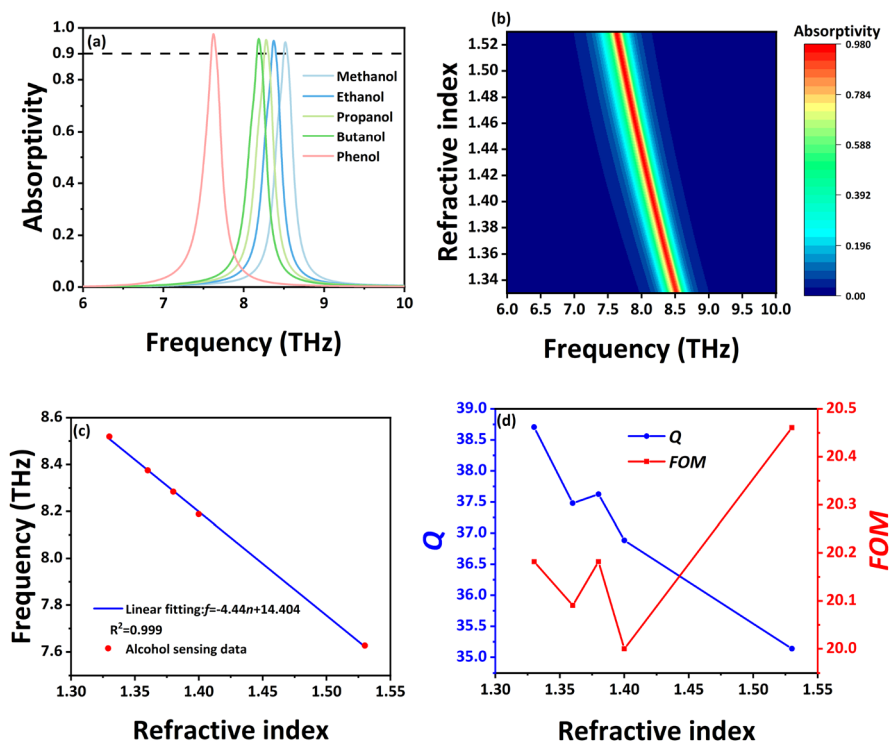 (a)
1.0
0.9
0.8
0.6
0.4
0.2
0.0
6
7
8
9
10
Absorptivity
Frequency (THz)
Methanol
Ethanol
Propanol
Butanol
Phenol
(b)
1.52
1.50
1.48
1.46
1.44
1.42
1.40
1.38
1.36
1.34
6.0 6.5 7.0 7.5 8.0 8.5 9.0 9.5 10.0
Refractive index
Frequency (THz)
Absorptivity
0.980
0.784
0.588
0.392
0.196
0.00
(c)
8.6
8.4
8.2
8.0
7.8
7.6
1.30 1.35 1.40 1.45 1.50 1.55
Frequency (THz)
Refractive index
Linear fitting:f=-4.44n+14.404
R²=0.999
Alcohol sensing data
(d)
39.0
38.5
38.0
37.5
37.0
36.5
36.0
35.5
35.0
Q
Q
FOM
20.5
20.4
20.3
20.2
20.1
20.0
FOM
1.30 1.35 1.40 1.45 1.50 1.55
Refractive index